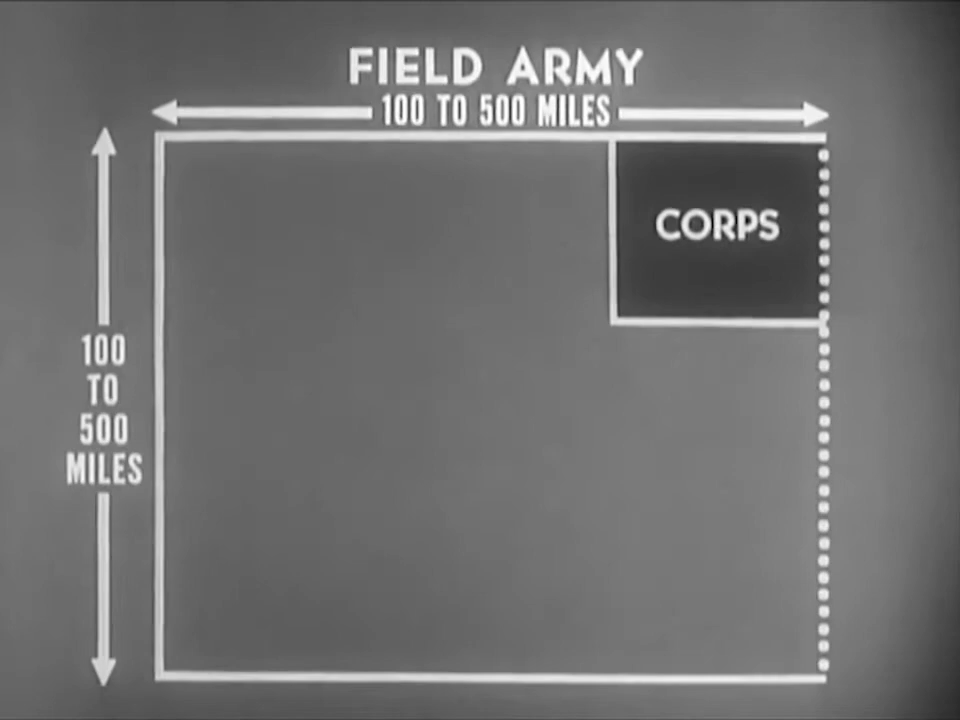 FIELD ARMY
100 TO 500 MILES
CORPS
100
TO
500
MILES